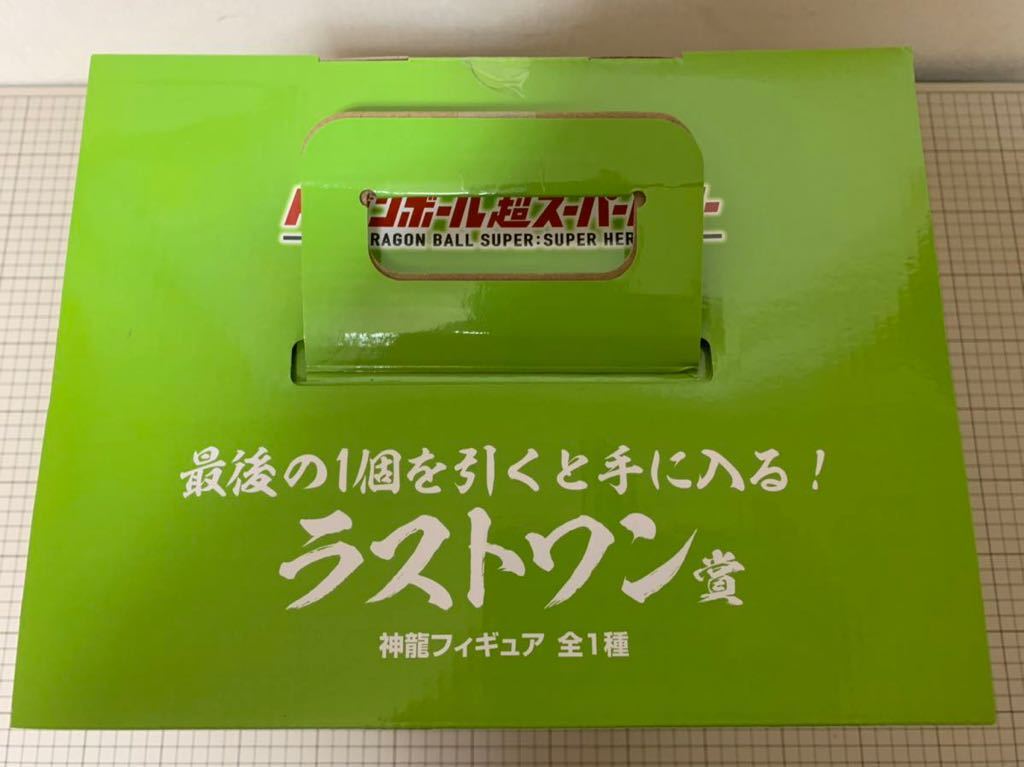 ンボール超スーパー
RAGON BALL SUPER:SUPER HER
最後の1個を引くと手に入る!
ラストワン賞
神龍フィギュア 全1種